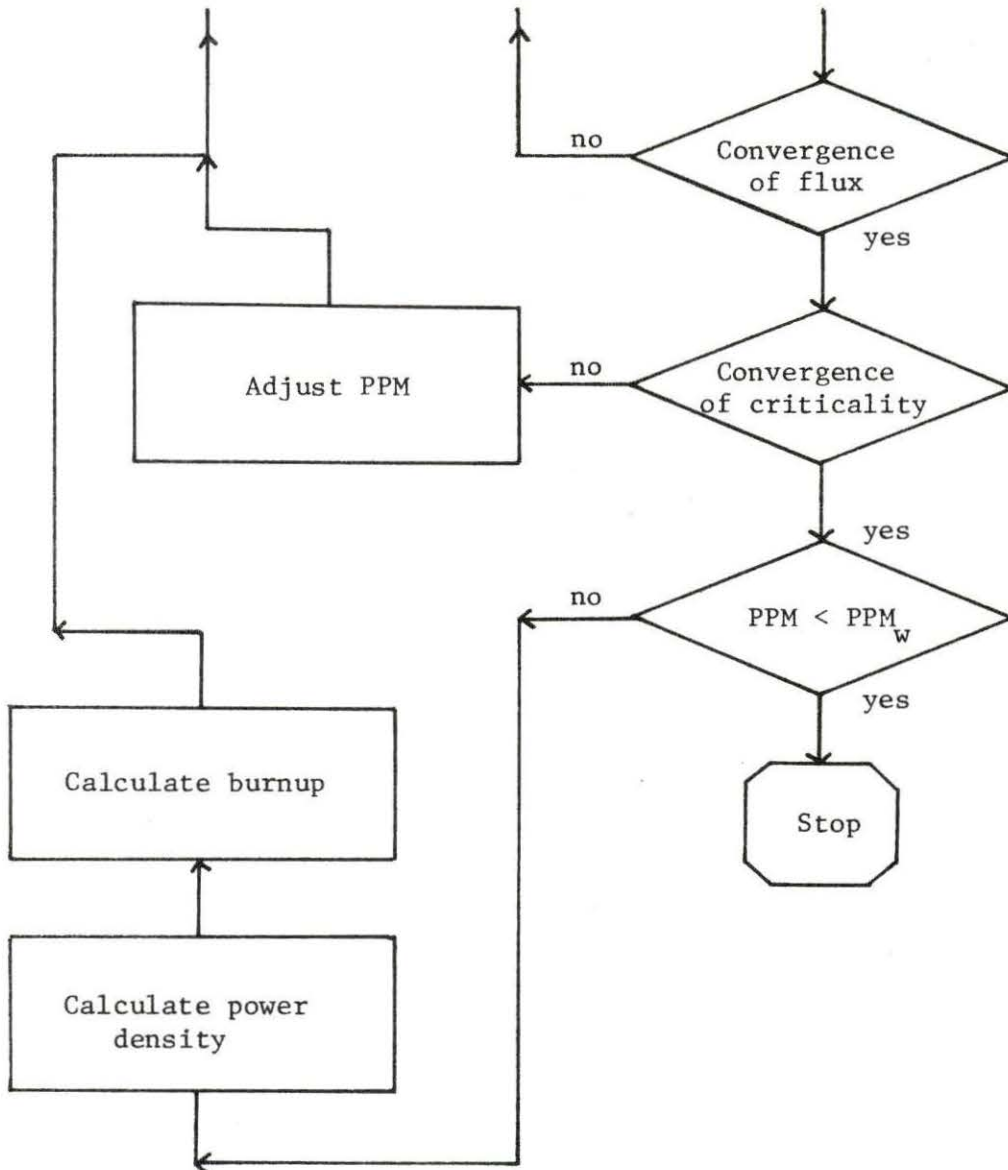 no
Convergence
of flux
yes
Adjust PPM
no
Convergence
of criticality
yes
no
PPM < PPM_w
yes
Calculate burnup
Stop
Calculate power
density